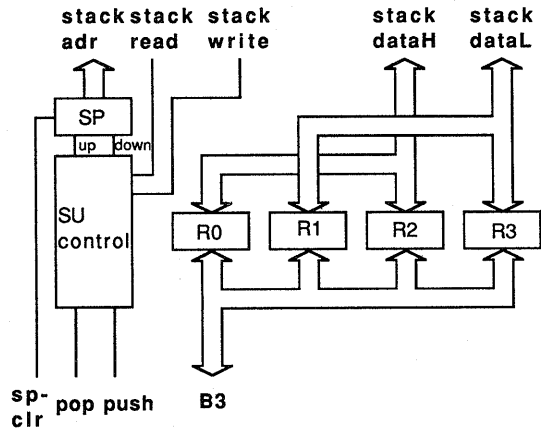 stack stack stack stack stack
adr read write dataH dataL
SP
up down
SU
control
R0 R1 R2 R3
sp-
clr pop push B3